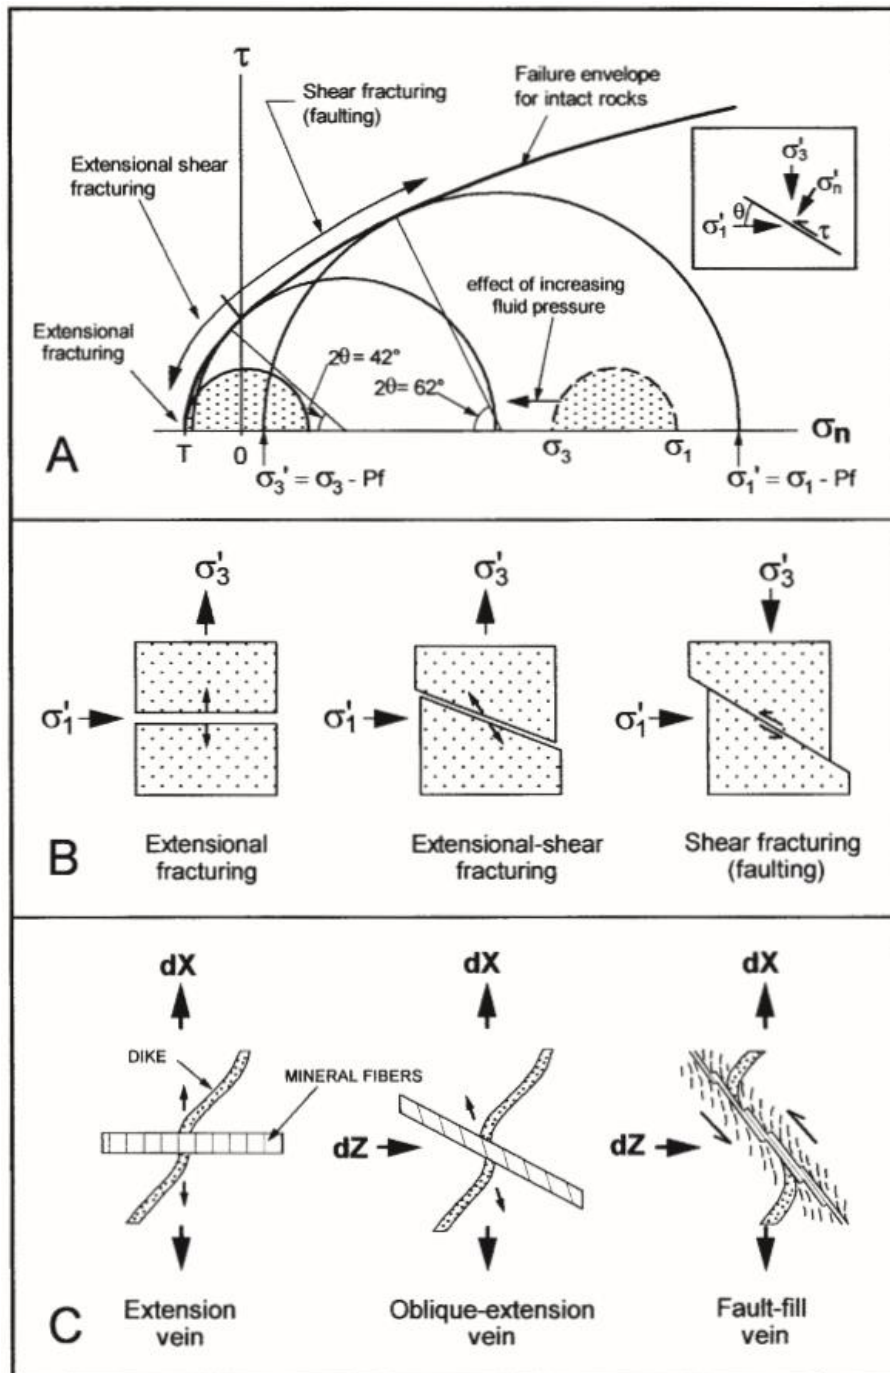 τ
Shear fracturing
(faulting)
Failure envelope
for intact rocks
Extensional shear
fracturing
σ'3
σ'n
σ'1
θ
τ
effect of increasing
fluid pressure
Extensional
fracturing
2θ = 42°
2θ = 62°
σn
T
0
σ3
σ1
σ3' = σ3 - Pf
σ1' = σ1 - Pf
A
σ'3
σ'3
σ'3
σ'1
σ'1
σ'1
B
Extensional
fracturing
Extensional-shear
fracturing
Shear fracturing
(faulting)
dX
dX
dX
DIKE
MINERAL FIBERS
dZ
dZ
C
Extension
vein
Oblique-extension
vein
Fault-fill
vein